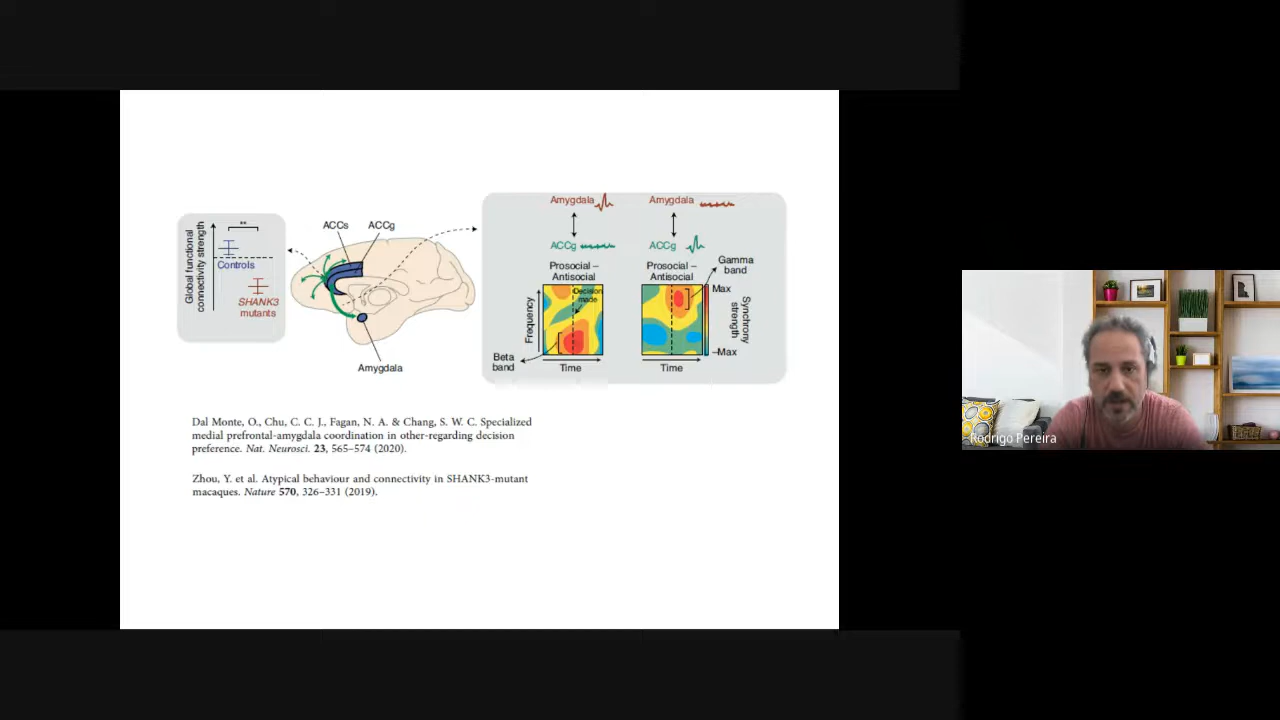 Global functional
connectivity strength
**
Controls
SHANK3
mutants
ACCs
ACCg
Amygdala
Amygdala
Amygdala
ACCg
ACCg
Prosocial –
Antisocial
Prosocial –
Antisocial
Gamma
band
Decision
made
Frequency
Max
Synchrony
strength
–Max
Beta
band
Time
Time
Dal Monte, O., Chu, C. C. J., Fagan, N. A. & Chang, S. W. C. Specialized
medial prefrontal-amygdala coordination in other-regarding decision
preference. Nat. Neurosci. 23, 565–574 (2020).
Zhou, Y. et al. Atypical behaviour and connectivity in SHANK3-mutant
macaques. Nature 570, 326–331 (2019).
Rodrigo Pereira